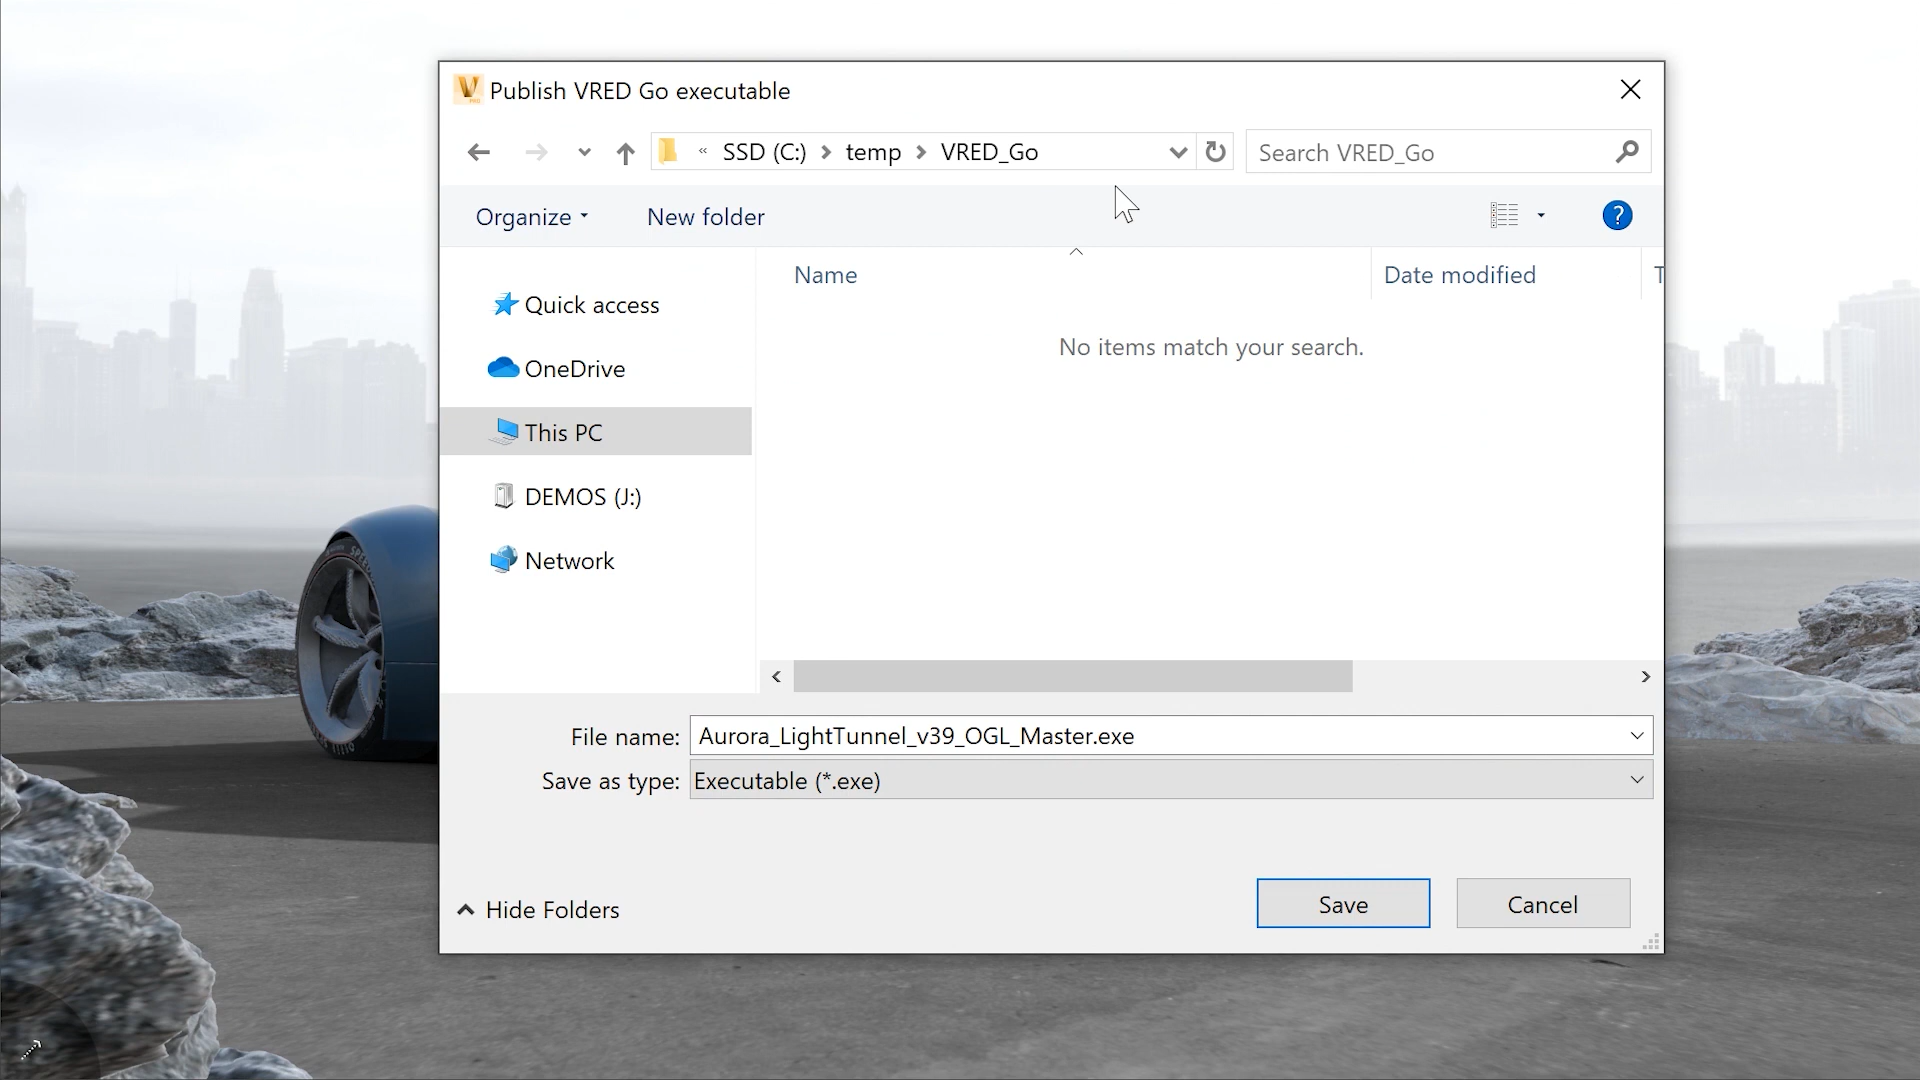 Publish VRED Go executable
« SSD (C:) > temp > VRED_Go
Search VRED_Go
Organize
New folder
?
Name
Date modified
T
Quick access
OneDrive
This PC
DEMOS (J:)
Network
No items match your search.
File name: Aurora_LightTunnel_v39_OGL_Master.exe
Save as type: Executable (*.exe)
Hide Folders
Save
Cancel